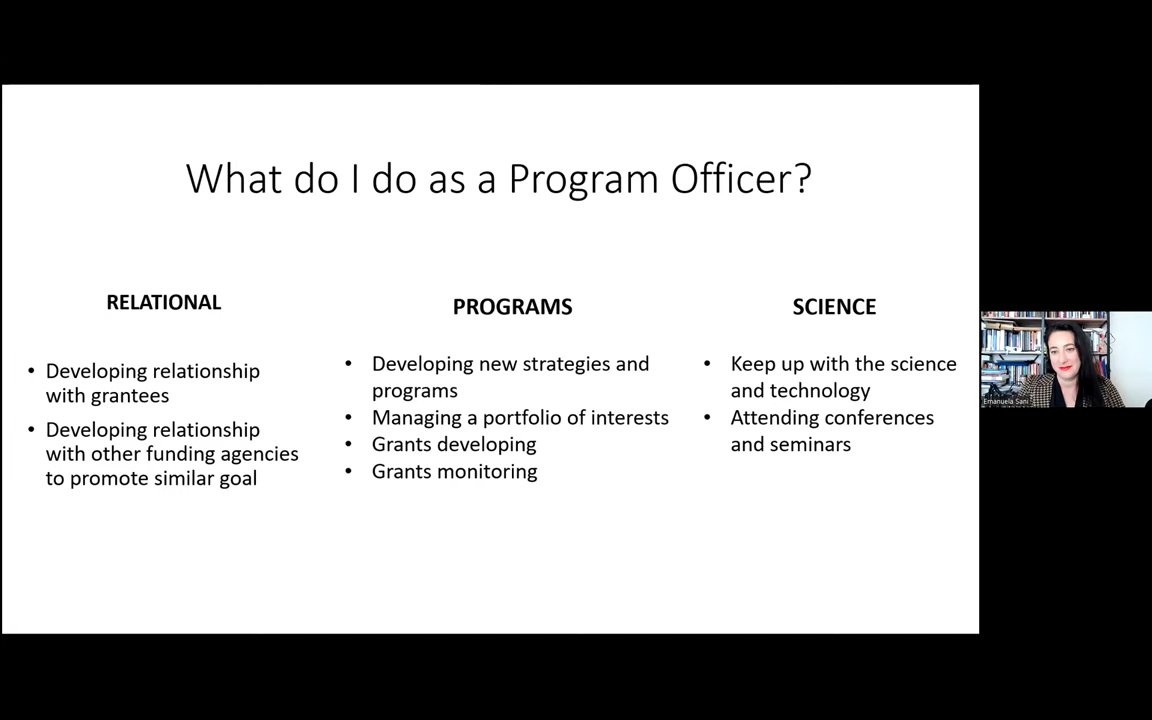 What do I do as a Program Officer?
RELATIONAL
• Developing relationship
with grantees
• Developing relationship
with other funding agencies
to promote similar goal
PROGRAMS
• Developing new strategies and
programs
• Managing a portfolio of interests
• Grants developing
• Grants monitoring
SCIENCE
• Keep up with the science
and technology
• Attending conferences
and seminars
Emanuela Sani